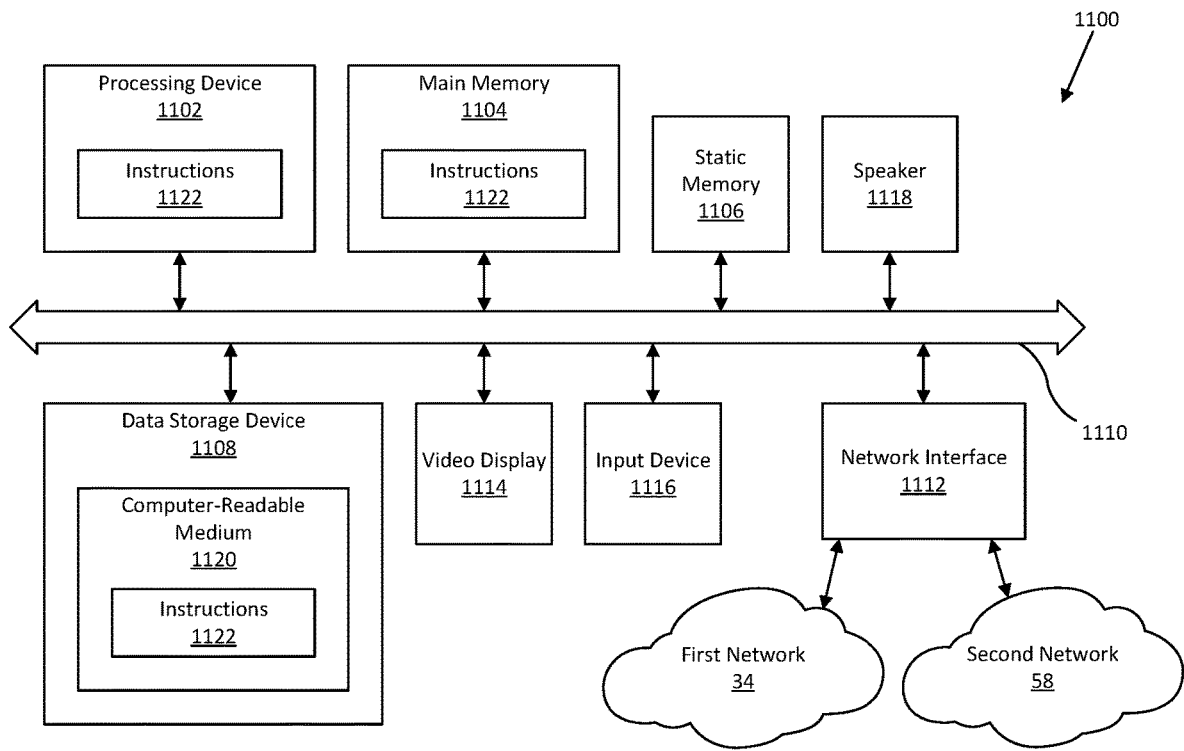 1100
Processing Device
1102
Instructions
1122
Main Memory
1104
Instructions
1122
Static
Memory
1106
Speaker
1118
1110
Data Storage Device
1108
Computer-Readable
Medium
1120
Instructions
1122
Video Display
1114
Input Device
1116
Network Interface
1112
First Network
34
Second Network
58